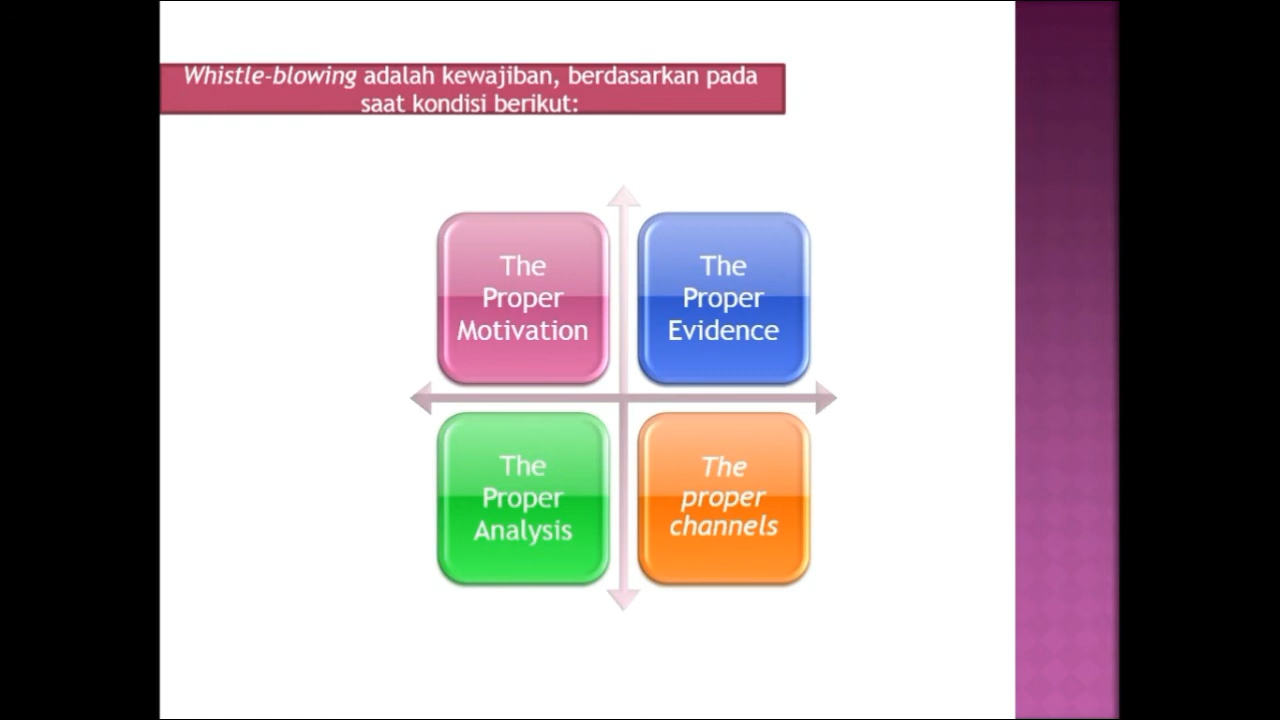 Whistle-blowing adalah kewajiban, berdasarkan pada
saat kondisi berikut:
The
Proper
Motivation
The
Proper
Evidence
The
Proper
Analysis
The
proper
channels